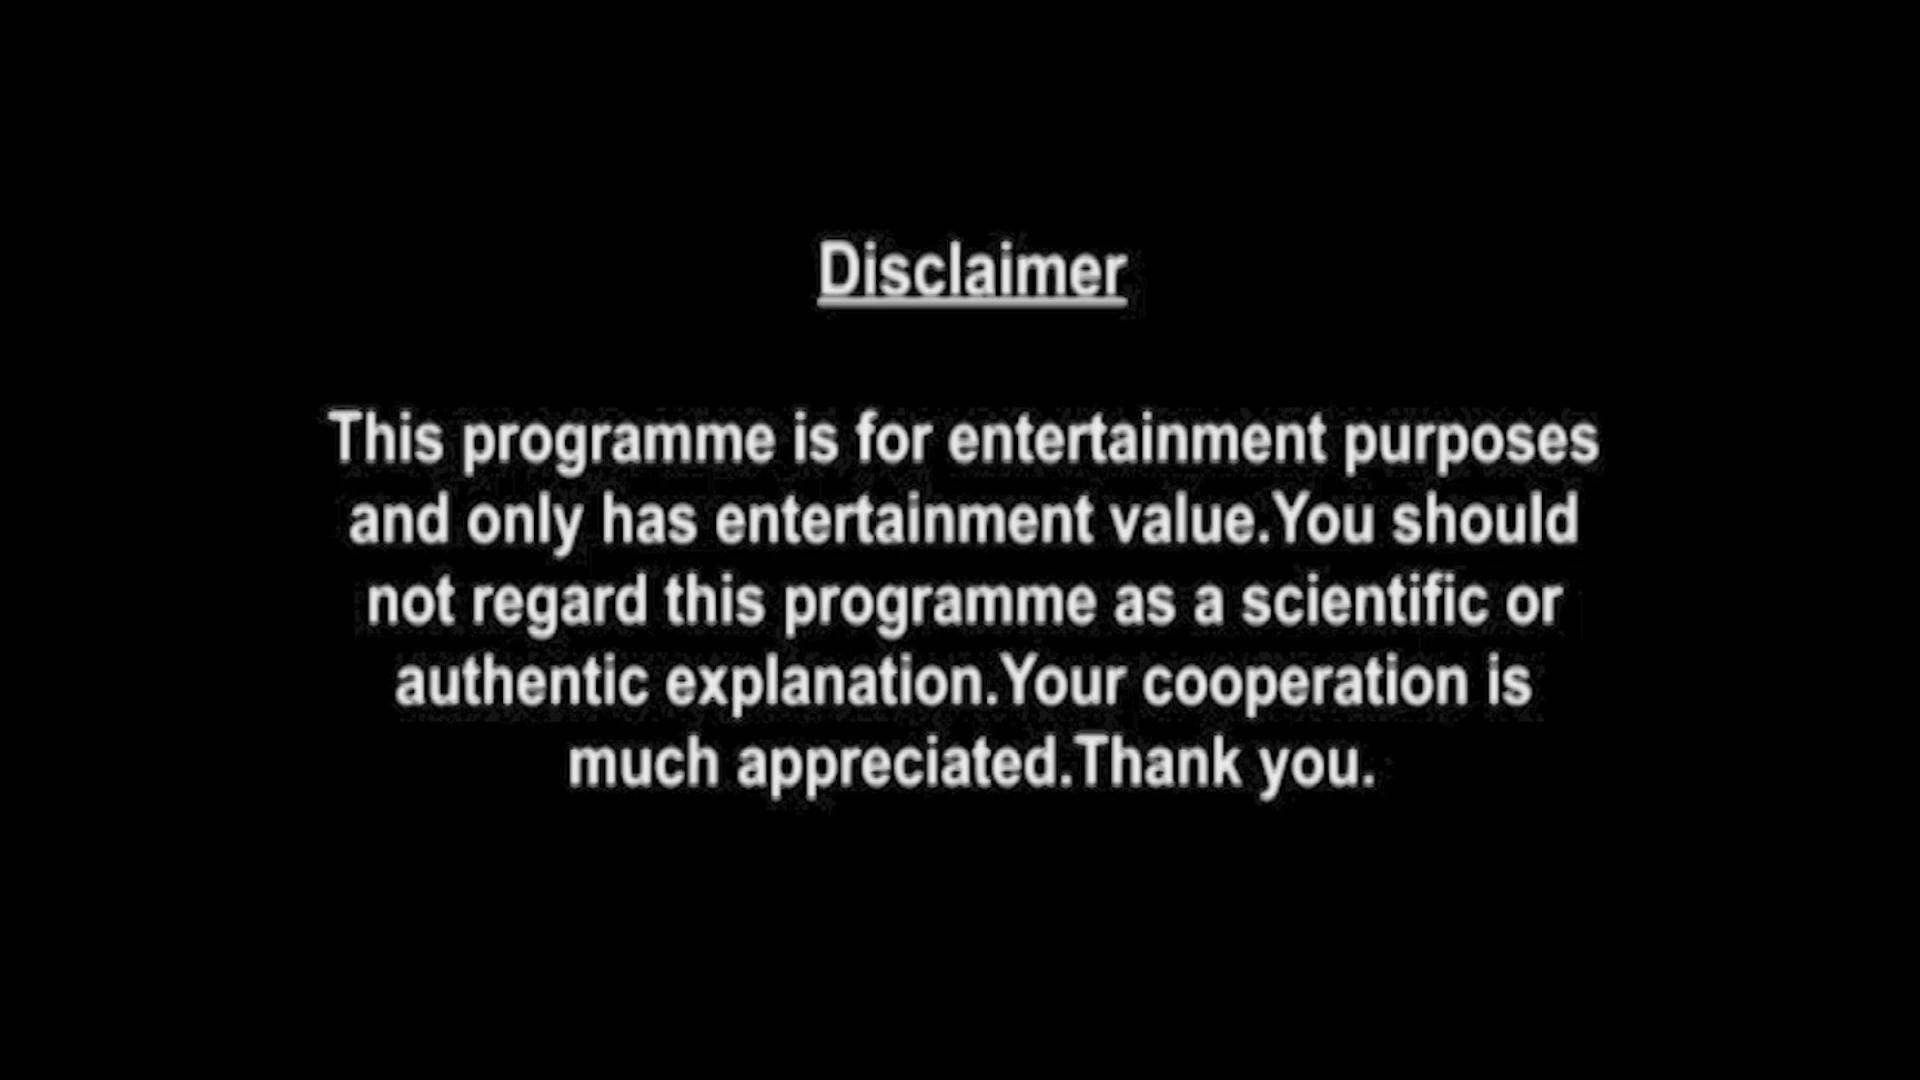 Disclaimer
This programme is for entertainment purposes
and only has entertainment value.You should
not regard this programme as a scientific or
authentic explanation.Your cooperation is
much appreciated.Thank you.